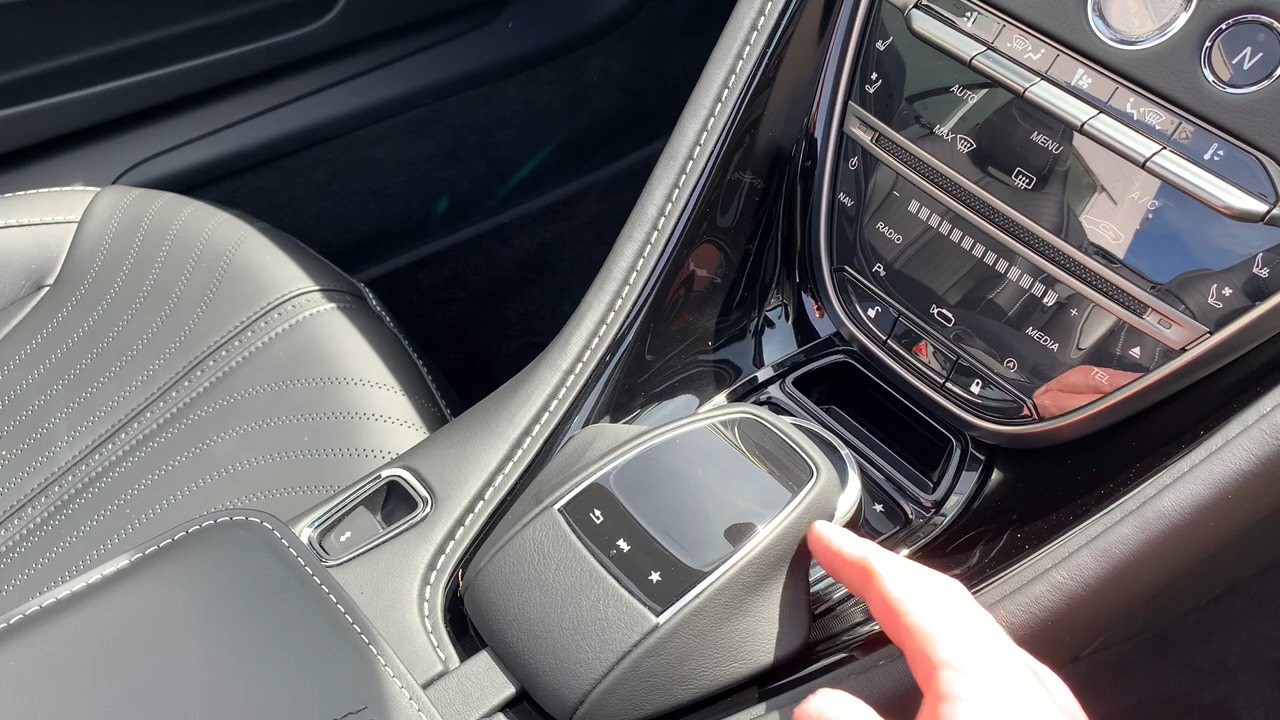 N
AUTO
MAX
MENU
A/C
NAV
-
RADIO
+
P
MEDIA
A
TEL